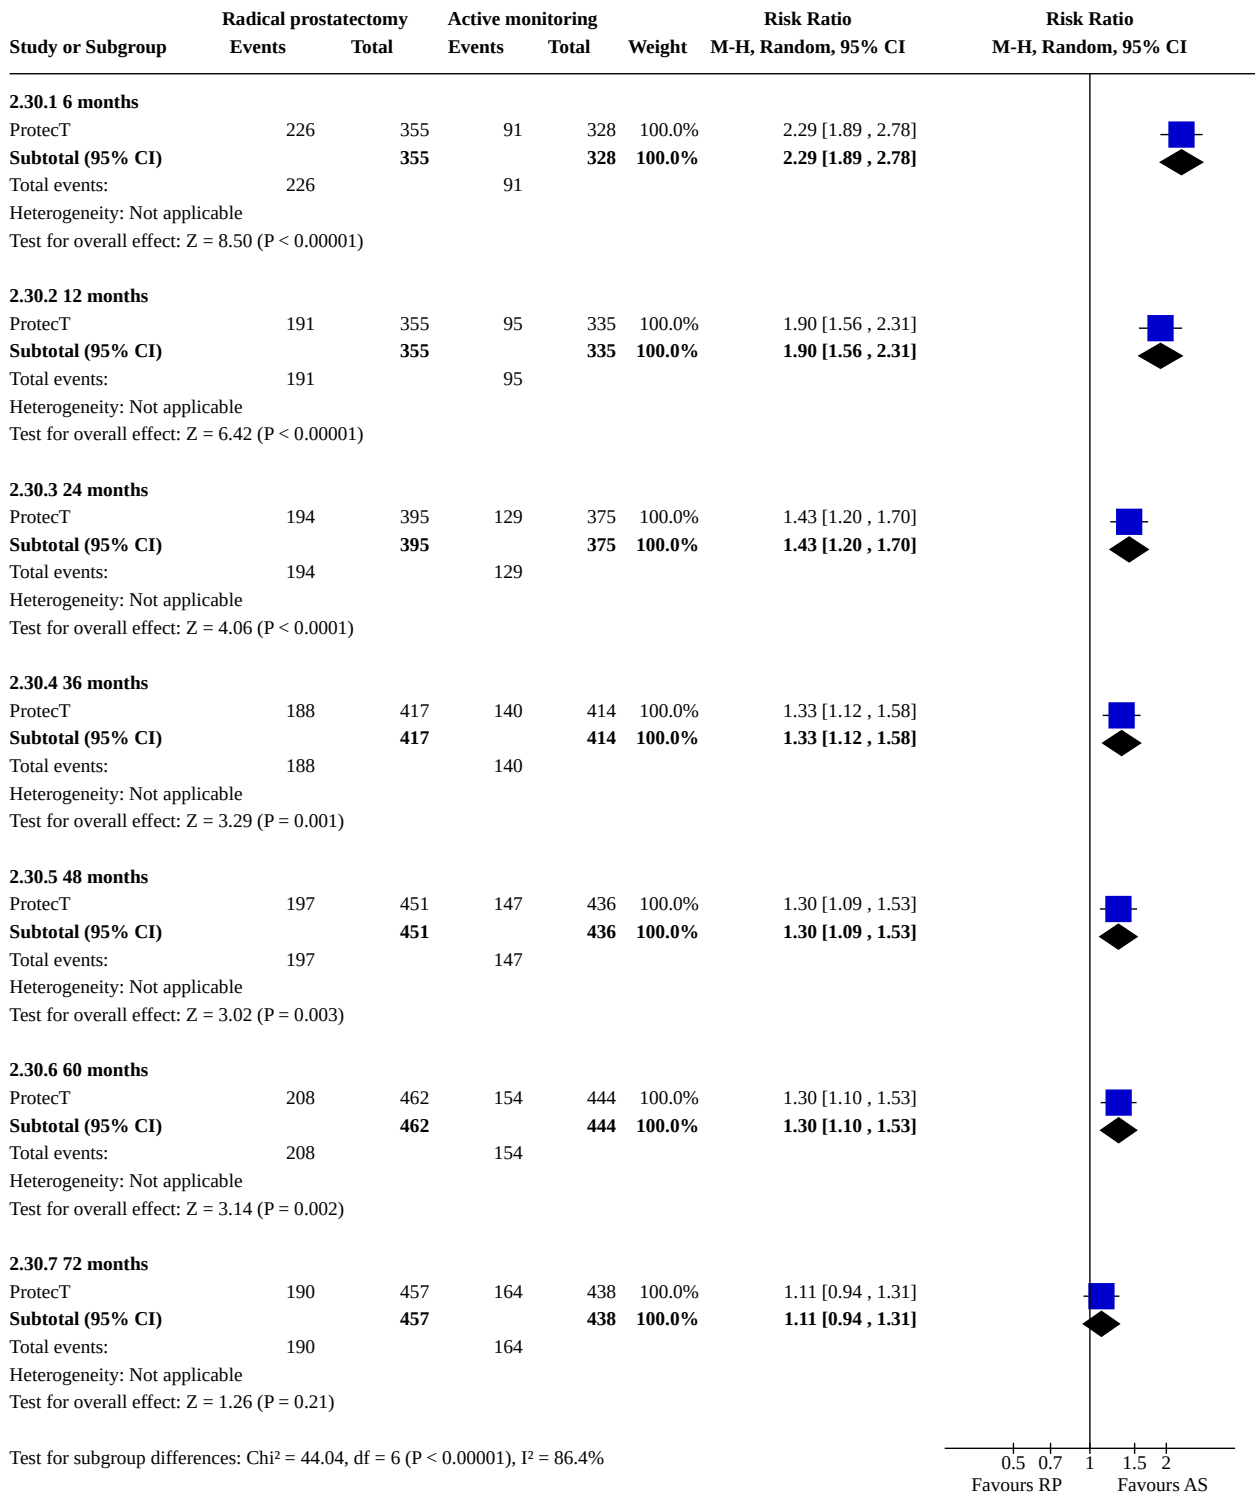 Radical prostatectomy Active monitoring Risk Ratio Risk Ratio
Study or Subgroup Events Total Events Total Weight M-H, Random, 95% CI M-H, Random, 95% CI
2.30.1 6 months
ProtecT 226 355 91 328 100.0% 2.29 [1.89 , 2.78]
Subtotal (95% CI) 355 328 100.0% 2.29 [1.89 , 2.78]
Total events: 226 91
Heterogeneity: Not applicable
Test for overall effect: Z = 8.50 (P < 0.00001)
2.30.2 12 months
ProtecT 191 355 95 335 100.0% 1.90 [1.56 , 2.31]
Subtotal (95% CI) 355 335 100.0% 1.90 [1.56 , 2.31]
Total events: 191 95
Heterogeneity: Not applicable
Test for overall effect: Z = 6.42 (P < 0.00001)
2.30.3 24 months
ProtecT 194 395 129 375 100.0% 1.43 [1.20 , 1.70]
Subtotal (95% CI) 395 375 100.0% 1.43 [1.20 , 1.70]
Total events: 194 129
Heterogeneity: Not applicable
Test for overall effect: Z = 4.06 (P < 0.0001)
2.30.4 36 months
ProtecT 188 417 140 414 100.0% 1.33 [1.12 , 1.58]
Subtotal (95% CI) 417 414 100.0% 1.33 [1.12 , 1.58]
Total events: 188 140
Heterogeneity: Not applicable
Test for overall effect: Z = 3.29 (P = 0.001)
2.30.5 48 months
ProtecT 197 451 147 436 100.0% 1.30 [1.09 , 1.53]
Subtotal (95% CI) 451 436 100.0% 1.30 [1.09 , 1.53]
Total events: 197 147
Heterogeneity: Not applicable
Test for overall effect: Z = 3.02 (P = 0.003)
2.30.6 60 months
ProtecT 208 462 154 444 100.0% 1.30 [1.10 , 1.53]
Subtotal (95% CI) 462 444 100.0% 1.30 [1.10 , 1.53]
Total events: 208 154
Heterogeneity: Not applicable
Test for overall effect: Z = 3.14 (P = 0.002)
2.30.7 72 months
ProtecT 190 457 164 438 100.0% 1.11 [0.94 , 1.31]
Subtotal (95% CI) 457 438 100.0% 1.11 [0.94 , 1.31]
Total events: 190 164
Heterogeneity: Not applicable
Test for overall effect: Z = 1.26 (P = 0.21)
Test for subgroup differences: Chi² = 44.04, df = 6 (P < 0.00001), I² = 86.4%
0.5 0.7 1 1.5 2
Favours RP Favours AS